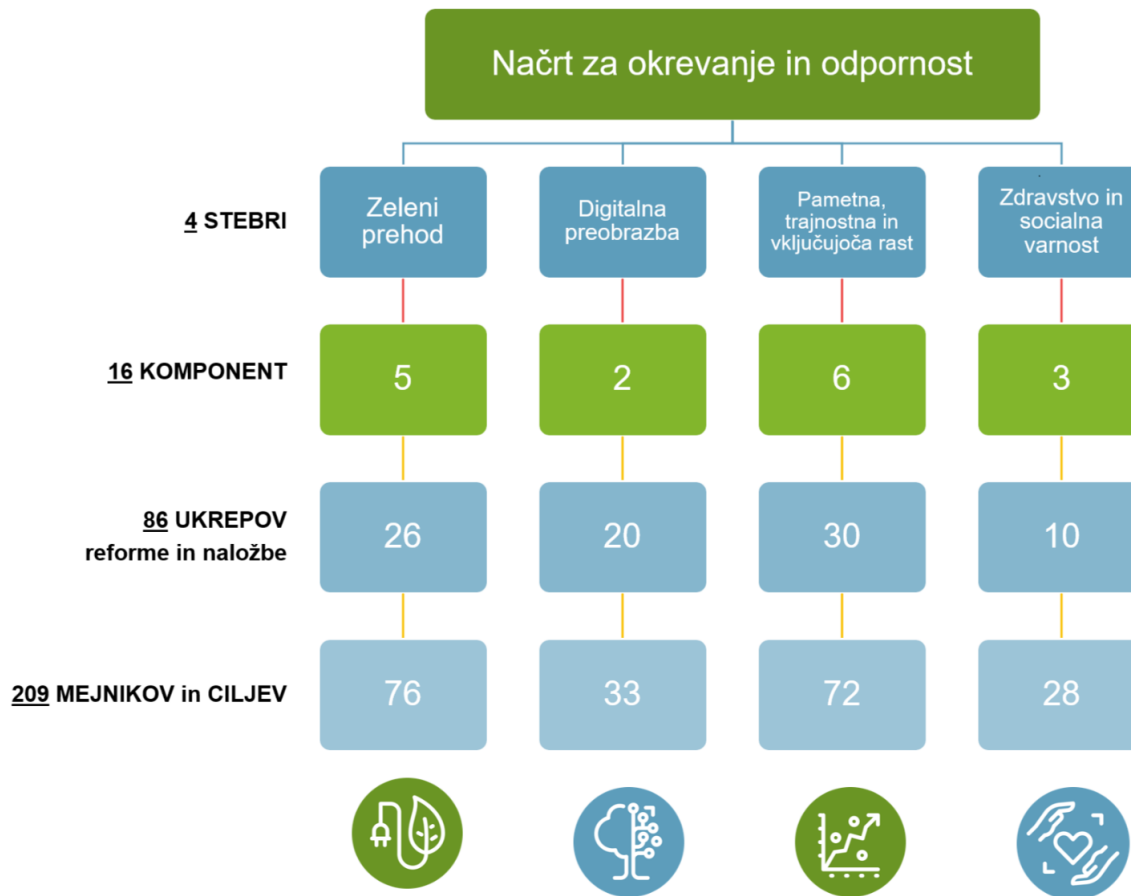 Načrt za okrevanje in odpornost
4 STEBRI
Zeleni
prehod
Digitalna
preobrazba
Pametna,
trajnostna in
vključujoča rast
Zdravstvo in
socialna
varnost
16 KOMPONENT
5
2
6
3
86 UKREPOV
reforme in naložbe
26
20
30
10
209 MEJNIKOV in CILJEV
76
33
72
28